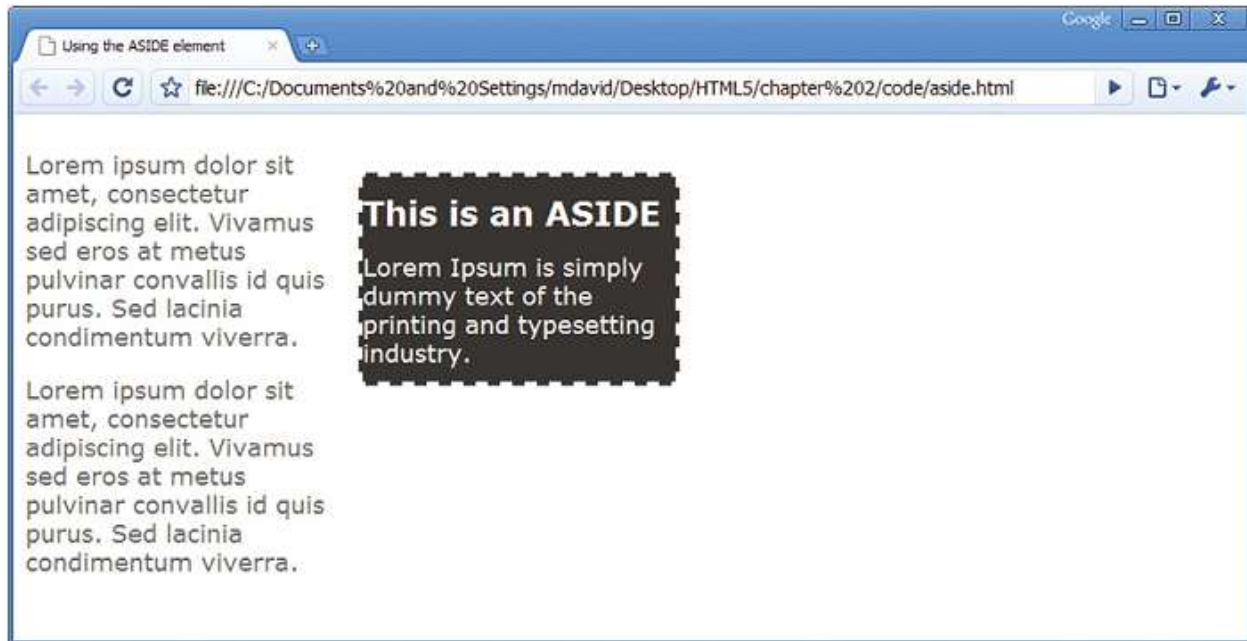 Google
Using the ASIDE element
file:///C:/Documents%20and%20Settings/mdavid/Desktop/HTML5/chapter%202/code/aside.html
Lorem ipsum dolor sit
amet, consectetur
adipiscing elit. Vivamus
sed eros at metus
pulvinar convallis id quis
purus. Sed lacinia
condimentum viverra.
Lorem ipsum dolor sit
amet, consectetur
adipiscing elit. Vivamus
sed eros at metus
pulvinar convallis id quis
purus. Sed lacinia
condimentum viverra.
This is an ASIDE
Lorem Ipsum is simply
dummy text of the
printing and typesetting
industry.